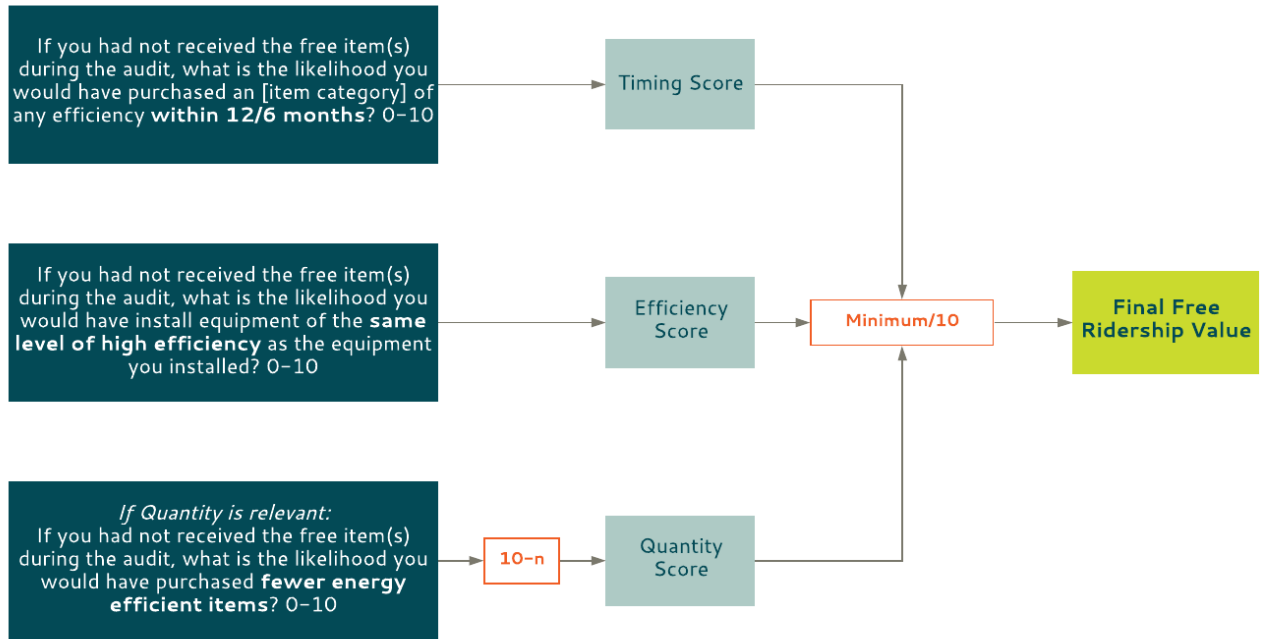 If you had not received the free item(s)
during the audit, what is the likelihood you
would have purchased an [item category] of
any efficiency within 12/6 months? 0-10
Timing Score
If you had not received the free item(s)
during the audit, what is the likelihood you
would have install equipment of the same
level of high efficiency as the equipment
you installed? 0-10
Efficiency
Score
Minimum/10
Final Free
Ridership Value
If Quantity is relevant:
If you had not received the free item(s)
during the audit, what is the likelihood you
would have purchased fewer energy
efficient items? 0-10
10-n
Quantity
Score